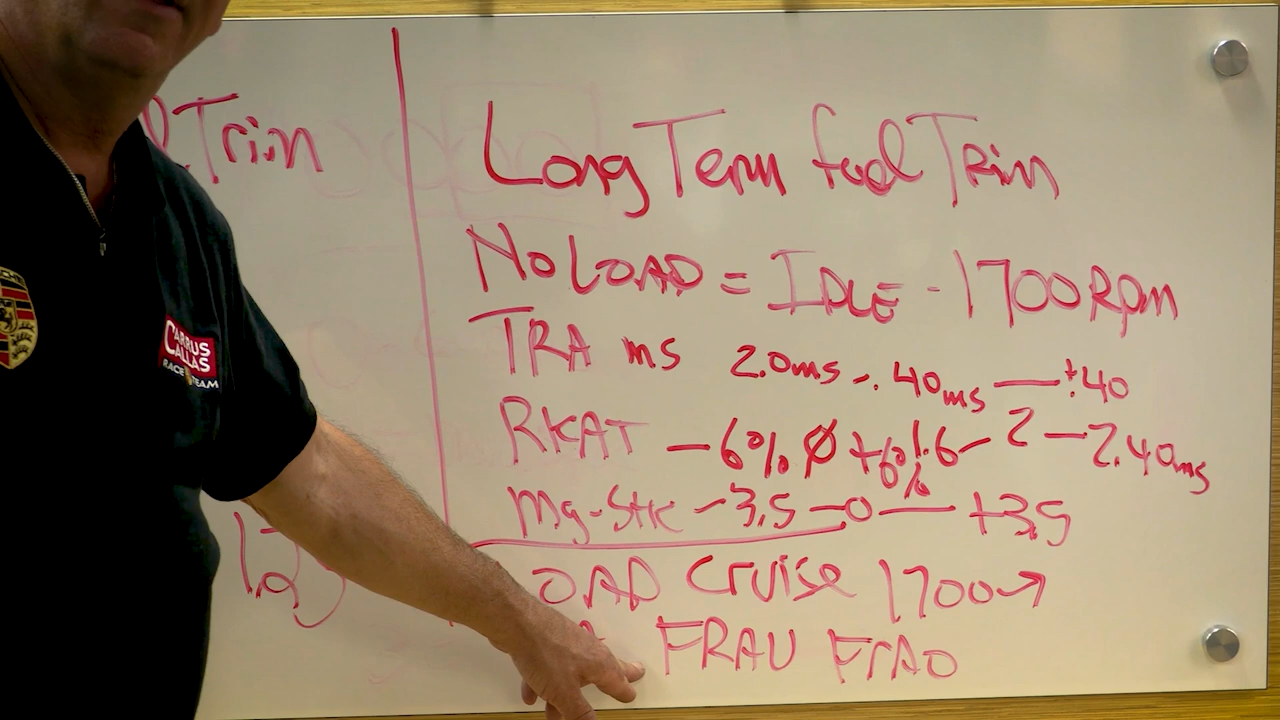 Trim
Long Term fuel Trim
No LOAD = IDLE - 1700 RPM
TRA ms 2.0ms -. 40ms — ±.40
RKAT — 6% Ø +6% 1.6 - 2 — 2.40ms
Mg-Stk - 3.5 — 0 — +3.5
OAD Cruise 1700→
FRAU FRAO
1.25
CARRUS
CALLAS
RACE TEAM